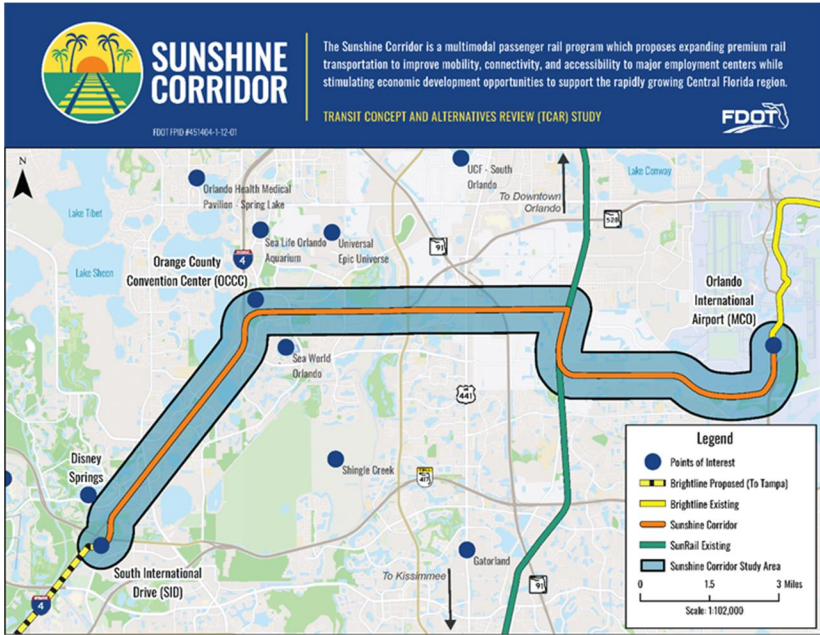 SUNSHINE
CORRIDOR
FDOT FPID #451464-1-12-01
The Sunshine Corridor is a multimodal passenger rail program which proposes expanding premium rail
transportation to improve mobility, connectivity, and accessibility to major employment centers while
stimulating economic development opportunities to support the rapidly growing Central Florida region.
TRANSIT CONCEPT AND ALTERNATIVES REVIEW (TCAR) STUDY
FDOT
N
Lake Tibet
Lake Sheen
Orlando Health Medical
Pavilion - Spring Lake
Sea Life Orlando
Aquarium
Universal
Epic Universe
UCF - South
Orlando
To Downtown
Orlando
Lake Conway
528
91
4
Orange County
Convention Center (OCCC)
Orlando
International
Airport (MCO)
Sea World
Orlando
441
Shingle Creek
417
Disney
Springs
South International
Drive (SID)
4
Gatorland
To Kissimmee
91
Legend
Points of Interest
Brightline Proposed (To Tampa)
Brightline Existing
Sunshine Corridor
SunRail Existing
Sunshine Corridor Study Area
0 1.5 3 Miles
Scale: 1:102,000